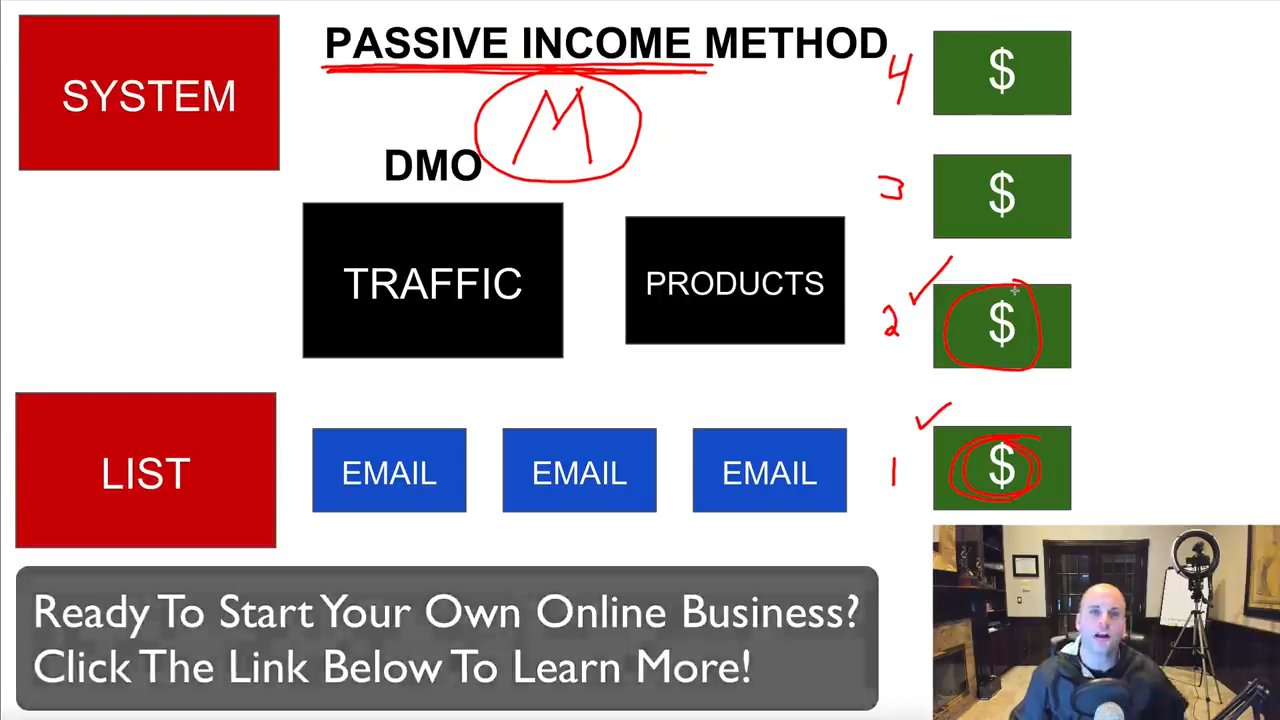 SYSTEM
PASSIVE INCOME METHOD
M
DMO
TRAFFIC
PRODUCTS
4
$
3
$
2
$
1
$
LIST
EMAIL
EMAIL
EMAIL
Ready To Start Your Own Online Business?
Click The Link Below To Learn More!